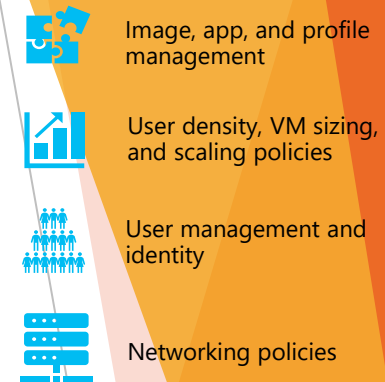 Image, app, and profile
management
User density, VM sizing,
and scaling policies
User management and
identity
Networking policies